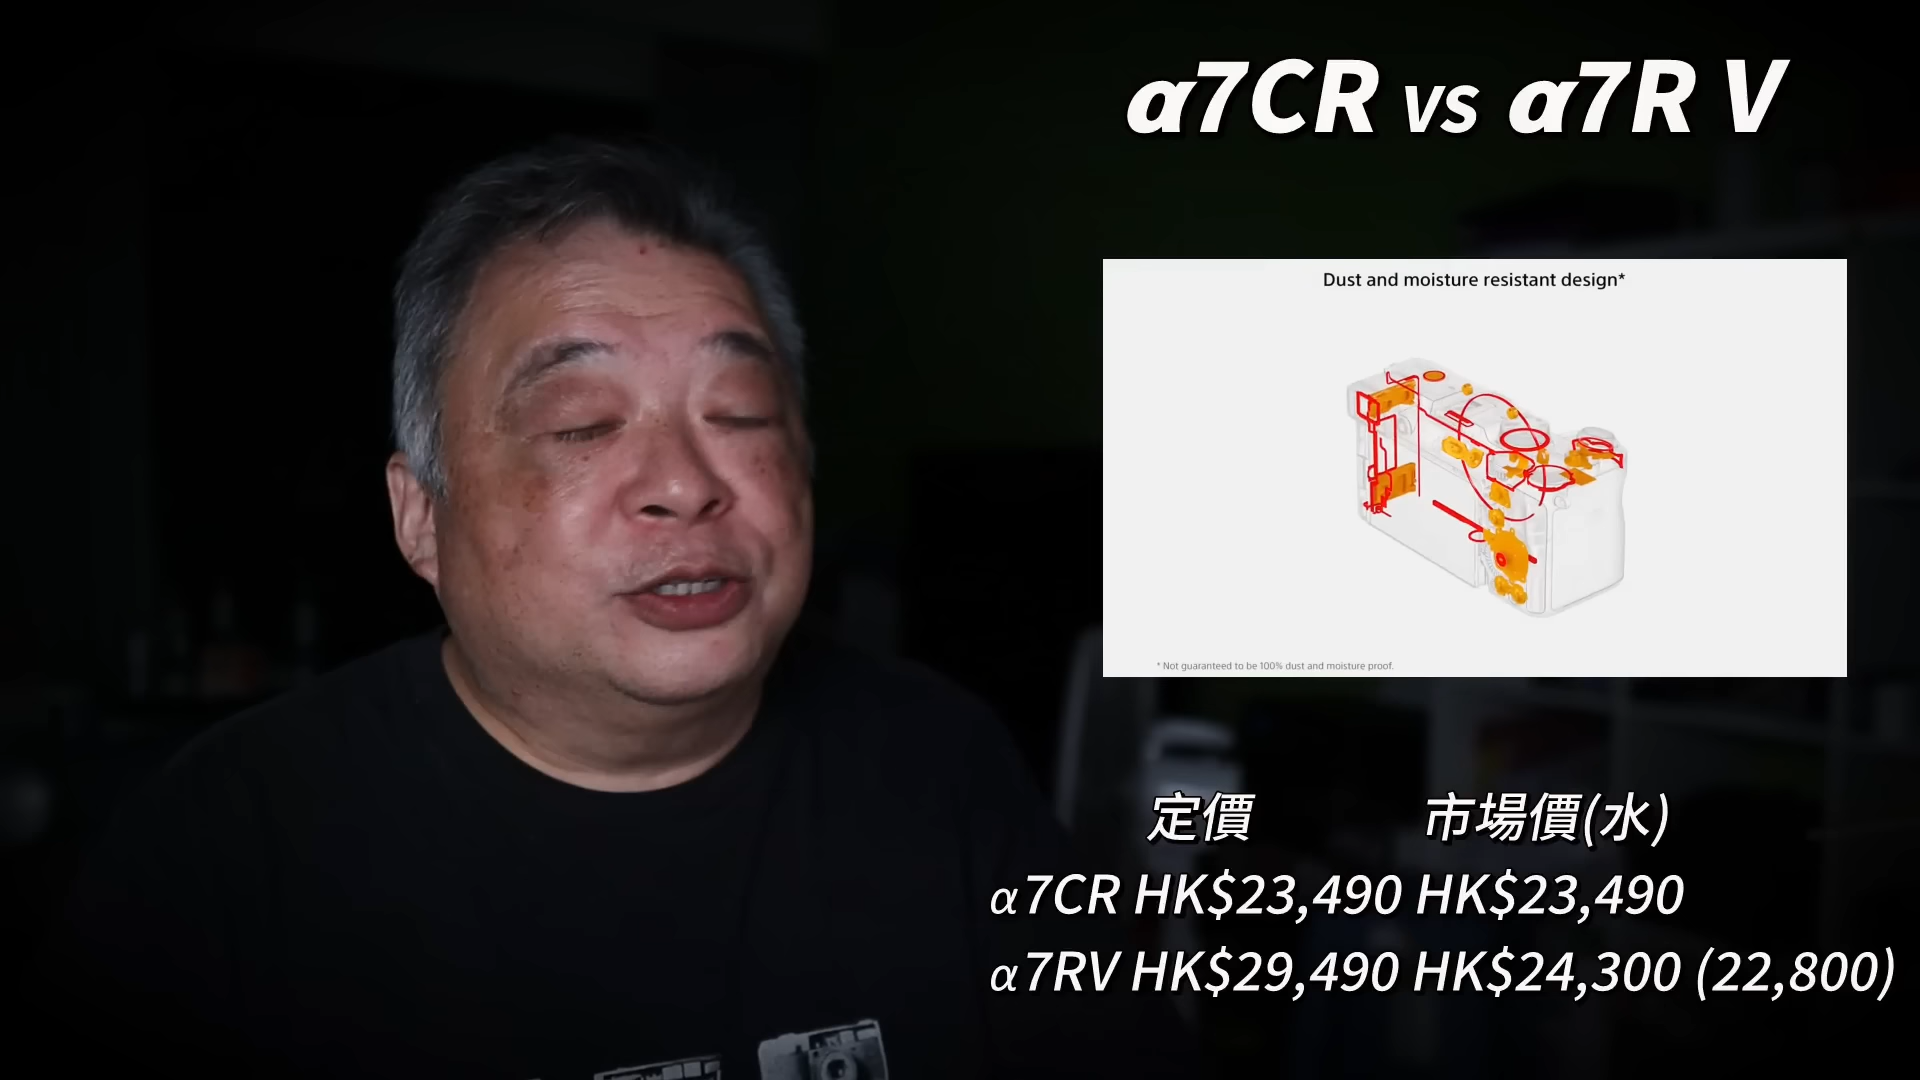 α7CR vs α7R V
Dust and moisture resistant design*
* Not guaranteed to be 100% dust and moisture proof.
定價 市場價(水)
α7CR HK$23,490 HK$23,490
α7RV HK$29,490 HK$24,300 (22,800)